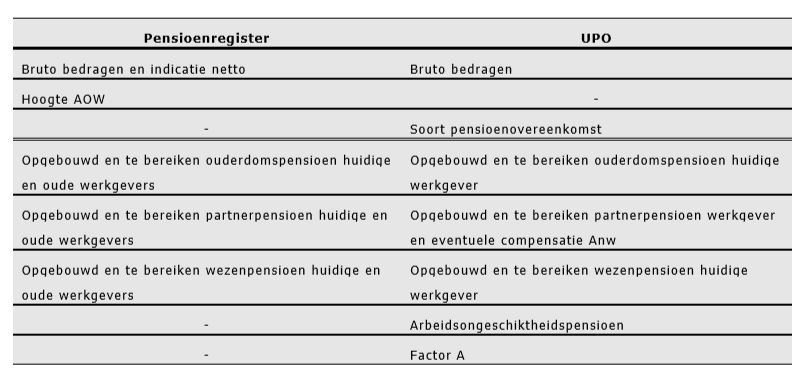 Pensioenregister UPO
Bruto bedragen en indicatie netto Bruto bedragen
Hoogte AOW -
- Soort pensioenovereenkomst
Opgebouwd en te bereiken ouderdomspensioen huidige Opgebouwd en te bereiken ouderdomspensioen huidige
en oude werkgevers werkgever
Opgebouwd en te bereiken partnerpensioen huidige en Opgebouwd en te bereiken partnerpensioen werkgever
oude werkgevers en eventuele compensatie Anw
Opgebouwd en te bereiken wezenpensioen huidige en Opgebouwd en te bereiken wezenpensioen huidige
oude werkgevers werkgever
- Arbeidsongeschiktheidspensioen
- Factor A